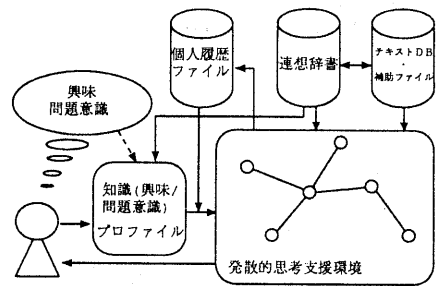 個人履歴
ファイル
連想辞書
テキストDB
・
補助ファイル
興味
問題意識
知識(興味/
問題意識)
プロファイル
発散的思考支援環境